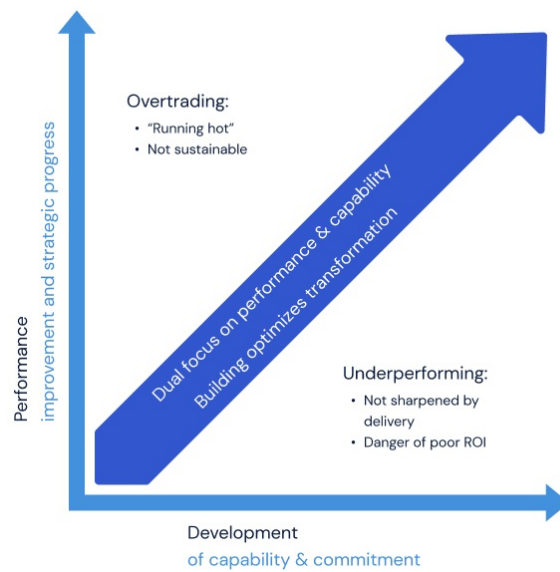 Overtrading:
• “Running hot”
• Not sustainable
Performance
improvement and strategic progress
Dual focus on performance & capability
Building optimizes transformation
Underperforming:
• Not sharpened by
delivery
• Danger of poor ROI
Development
of capability & commitment